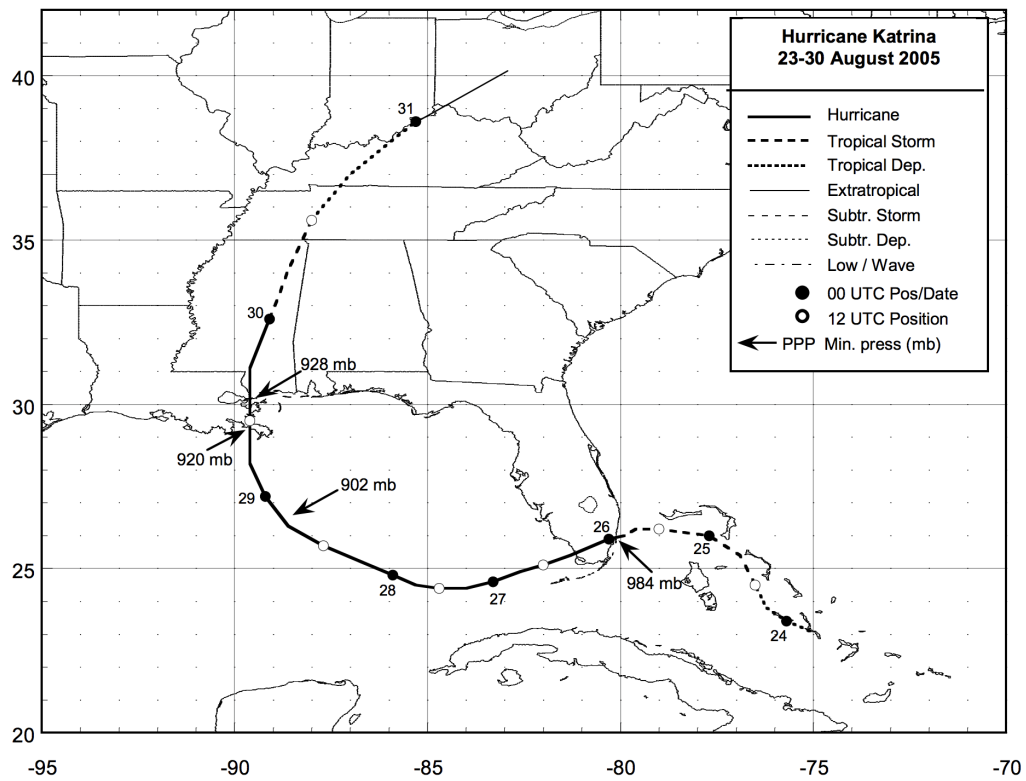 Hurricane Katrina
23-30 August 2005
Hurricane
Tropical Storm
Tropical Dep.
Extratropical
Subtr. Storm
Subtr. Dep.
Low / Wave
00 UTC Pos/Date
12 UTC Position
PPP Min. press (mb)
40
31
35
30
928 mb
30
920 mb
902 mb
29
26
25
25
984 mb
28
27
24
20
-95
-90
-85
-80
-75
-70